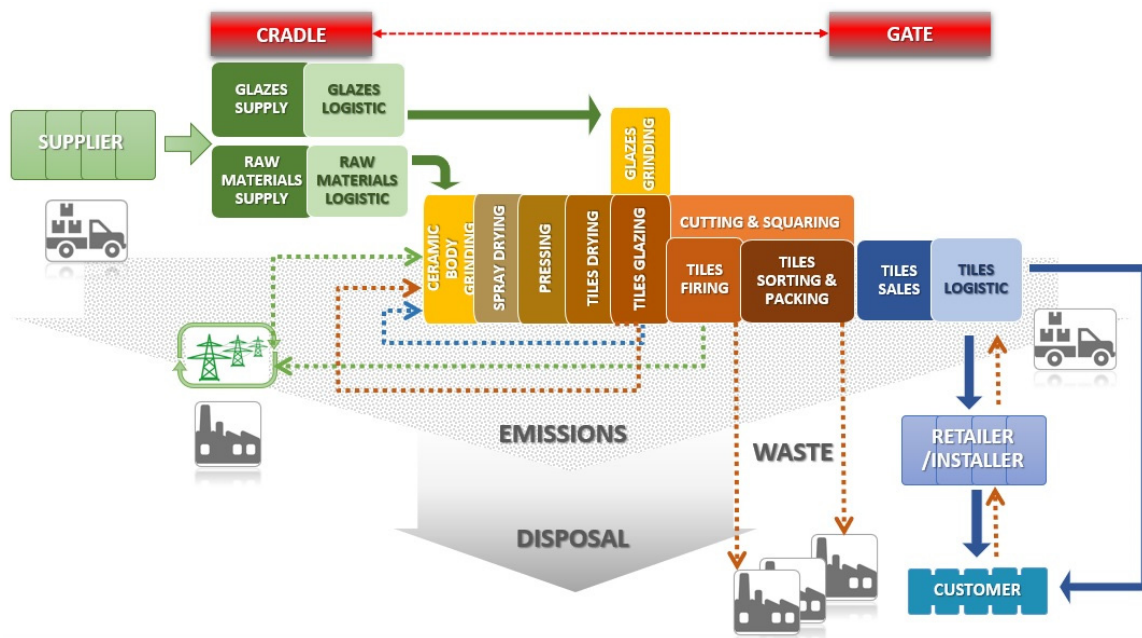 CRADLE
GATE
GLAZES
SUPPLY
GLAZES
LOGISTIC
SUPPLIER
RAW
MATERIALS
SUPPLY
RAW
MATERIALS
LOGISTIC
GLAZES
GRINDING
CERAMIC
BODY
GRINDING
SPRAY DRYING
PRESSING
TILES DRYING
TILES GLAZING
CUTTING & SQUARING
TILES
FIRING
TILES
SORTING &
PACKING
TILES
SALES
TILES
LOGISTIC
EMISSIONS
WASTE
RETAILER
/INSTALLER
DISPOSAL
CUSTOMER